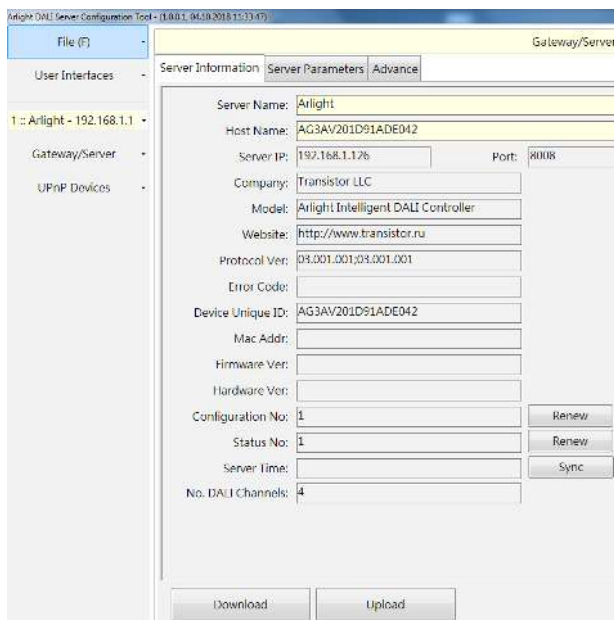 Arlight DALI Server Configuration Tool - (1.0.0.1, 04.10.2018 11:33:47)
File (F)
Gateway/Server
User Interfaces
Server Information Server Parameters Advance
1 :: Arlight - 192.168.1.1
Gateway/Server
UPnP Devices
Server Name: Arlight
Host Name: AG3AV201D91ADE042
Server IP: 192.168.1.126 Port: 8008
Company: Transistor LLC
Model: Arlight Intelligent DALI Controller
Website: http://www.transistor.ru
Protocol Ver: 03.001.001;03.001.001
Error Code:
Device Unique ID: AG3AV201D91ADE042
Mac Addr:
Firmware Ver:
Hardware Ver:
Configuration No: 1 Renew
Status No: 1 Renew
Server Time: Sync
No. DALI Channels: 4
Download Upload